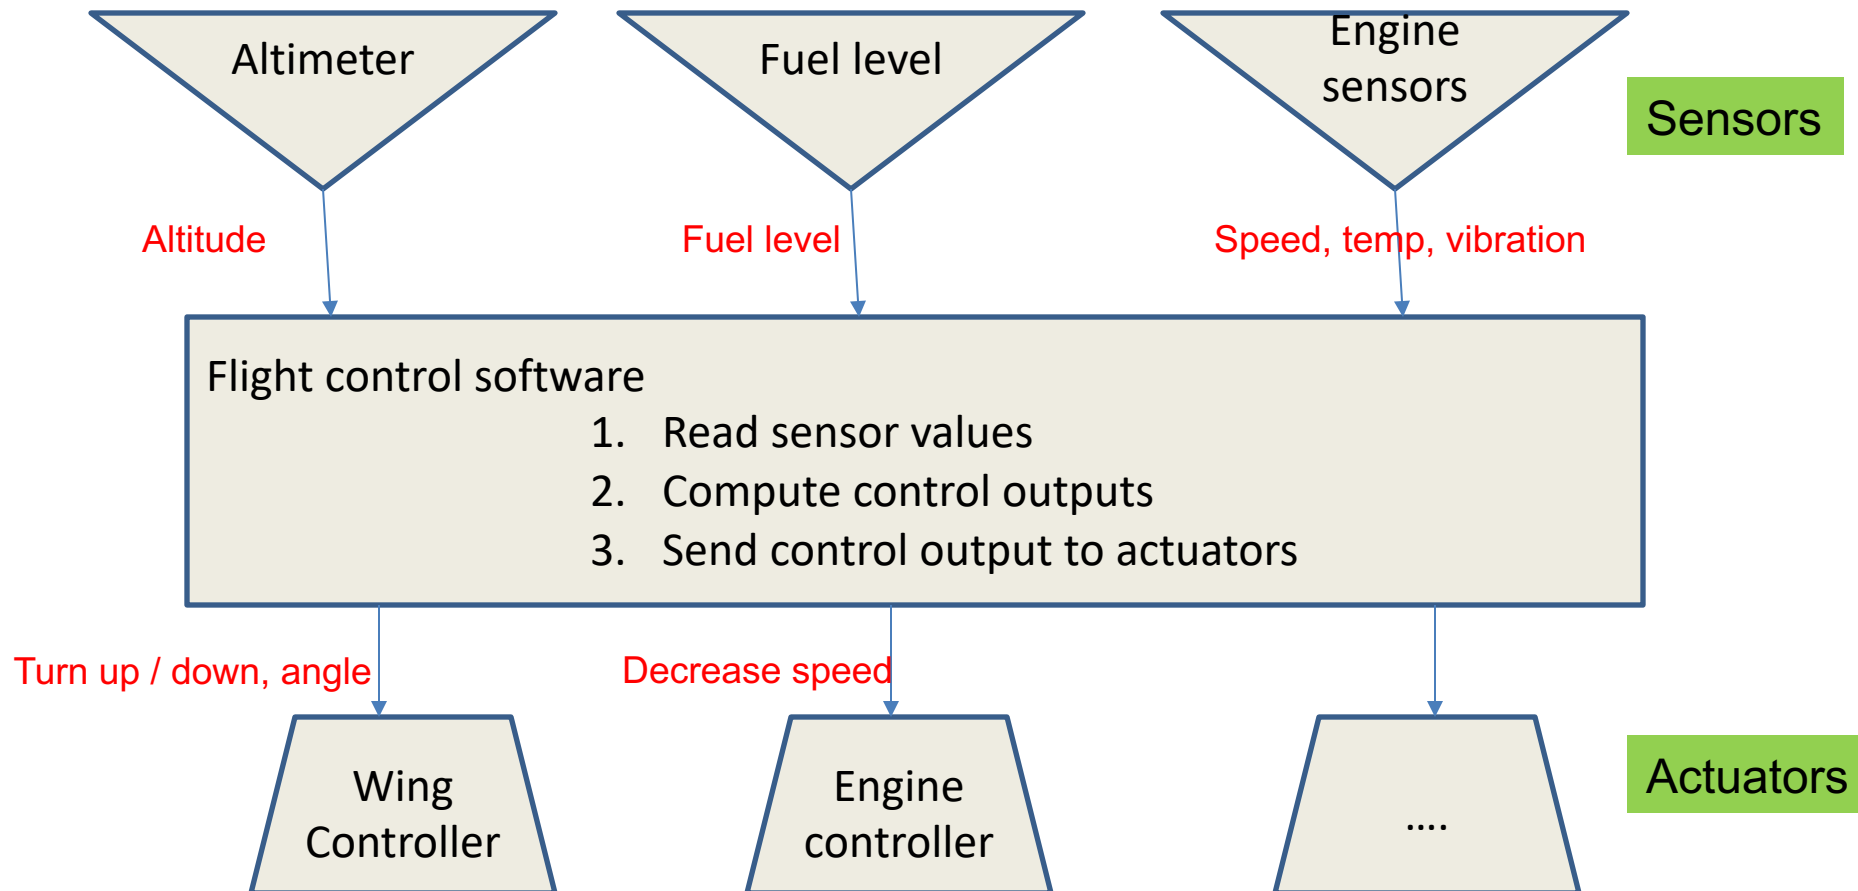 Altimeter
Fuel level
Engine
sensors
Sensors
Altitude
Fuel level
Speed, temp, vibration
Flight control software
1. Read sensor values
2. Compute control outputs
3. Send control output to actuators
Turn up / down, angle
Decrease speed
Wing
Controller
Engine
controller
....
Actuators